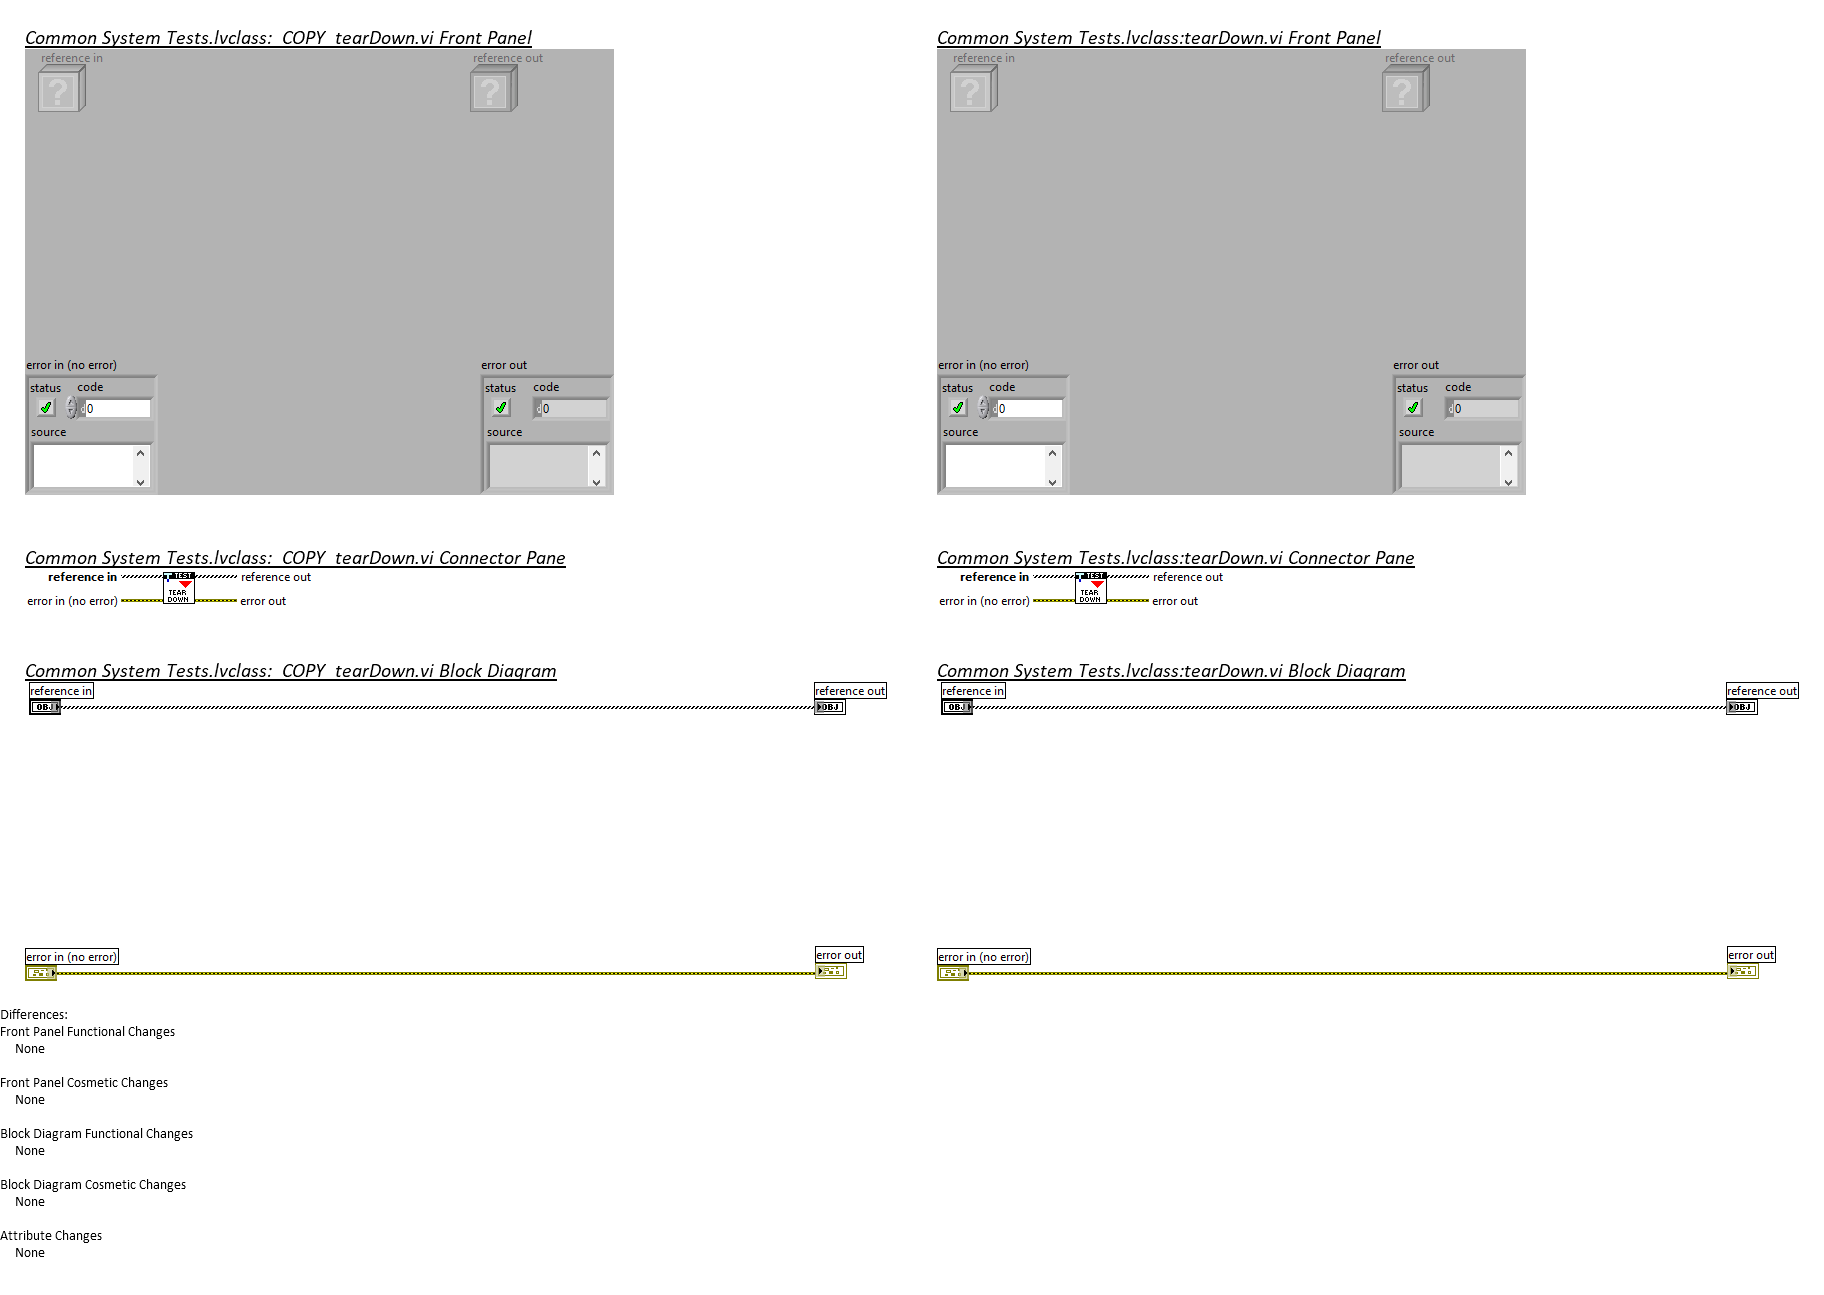 Common System Tests.lvclass:  COPY  tearDown.vi Front Panel
reference in
reference out
error in (no error)
error out
status code
0
status code
0
source
source
Common System Tests.lvclass:tearDown.vi Front Panel
reference in
reference out
error in (no error)
error out
status code
d0
status code
d0
source
source
Common System Tests.lvclass:  COPY  tearDown.vi Connector Pane
reference in
TEST
reference out
TEAR
DOWN
error in (no error)
error out
Common System Tests.lvclass:tearDown.vi Connector Pane
reference in
TEST
reference out
TEAR
DOWN
error in (no error)
error out
Common System Tests.lvclass:  COPY  tearDown.vi Block Diagram
reference in
reference out
OBJ
OBJ
error in (no error)
error out
Common System Tests.lvclass:tearDown.vi Block Diagram
reference in
reference out
OBJ
OBJ
error in (no error)
error out
Differences:
Front Panel Functional Changes
None
Front Panel Cosmetic Changes
None
Block Diagram Functional Changes
None
Block Diagram Cosmetic Changes
None
Attribute Changes
None